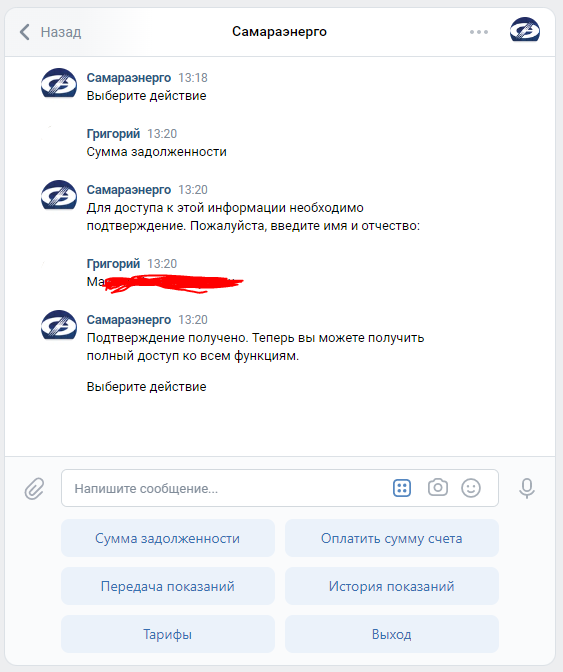 Назад
Самараэнерго
Самараэнерго 13:18
Выберите действие
Григорий 13:20
Сумма задолженности
Самараэнерго 13:20
Для доступа к этой информации необходимо
подтверждение. Пожалуйста, введите имя и отчество:
Григорий 13:20
Самараэнерго 13:20
Подтверждение получено. Теперь вы можете получить
полный доступ ко всем функциям.
Выберите действие
Напишите сообщение...
Сумма задолженности
Оплатить сумму счета
Передача показаний
История показаний
Тарифы
Выход